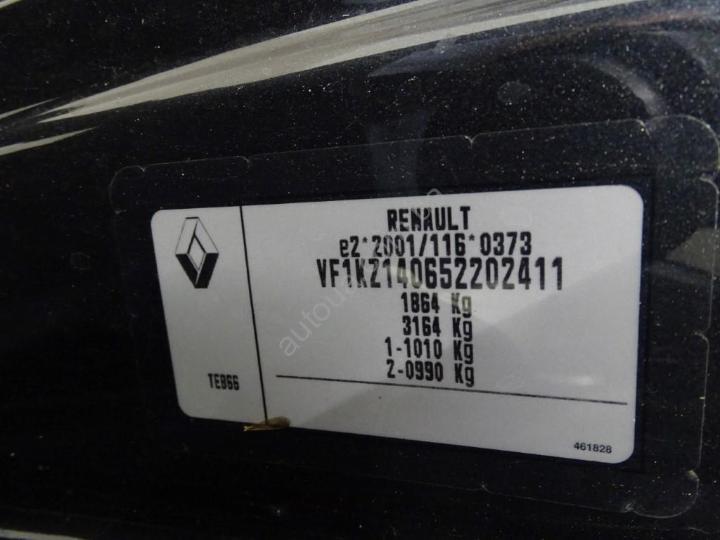 RENAULT
e2*2001/116*0373
VF1KZ140652202411
1864 Kg
3164 Kg
1-1010 Kg
2-0990 Kg
TEB66
461828